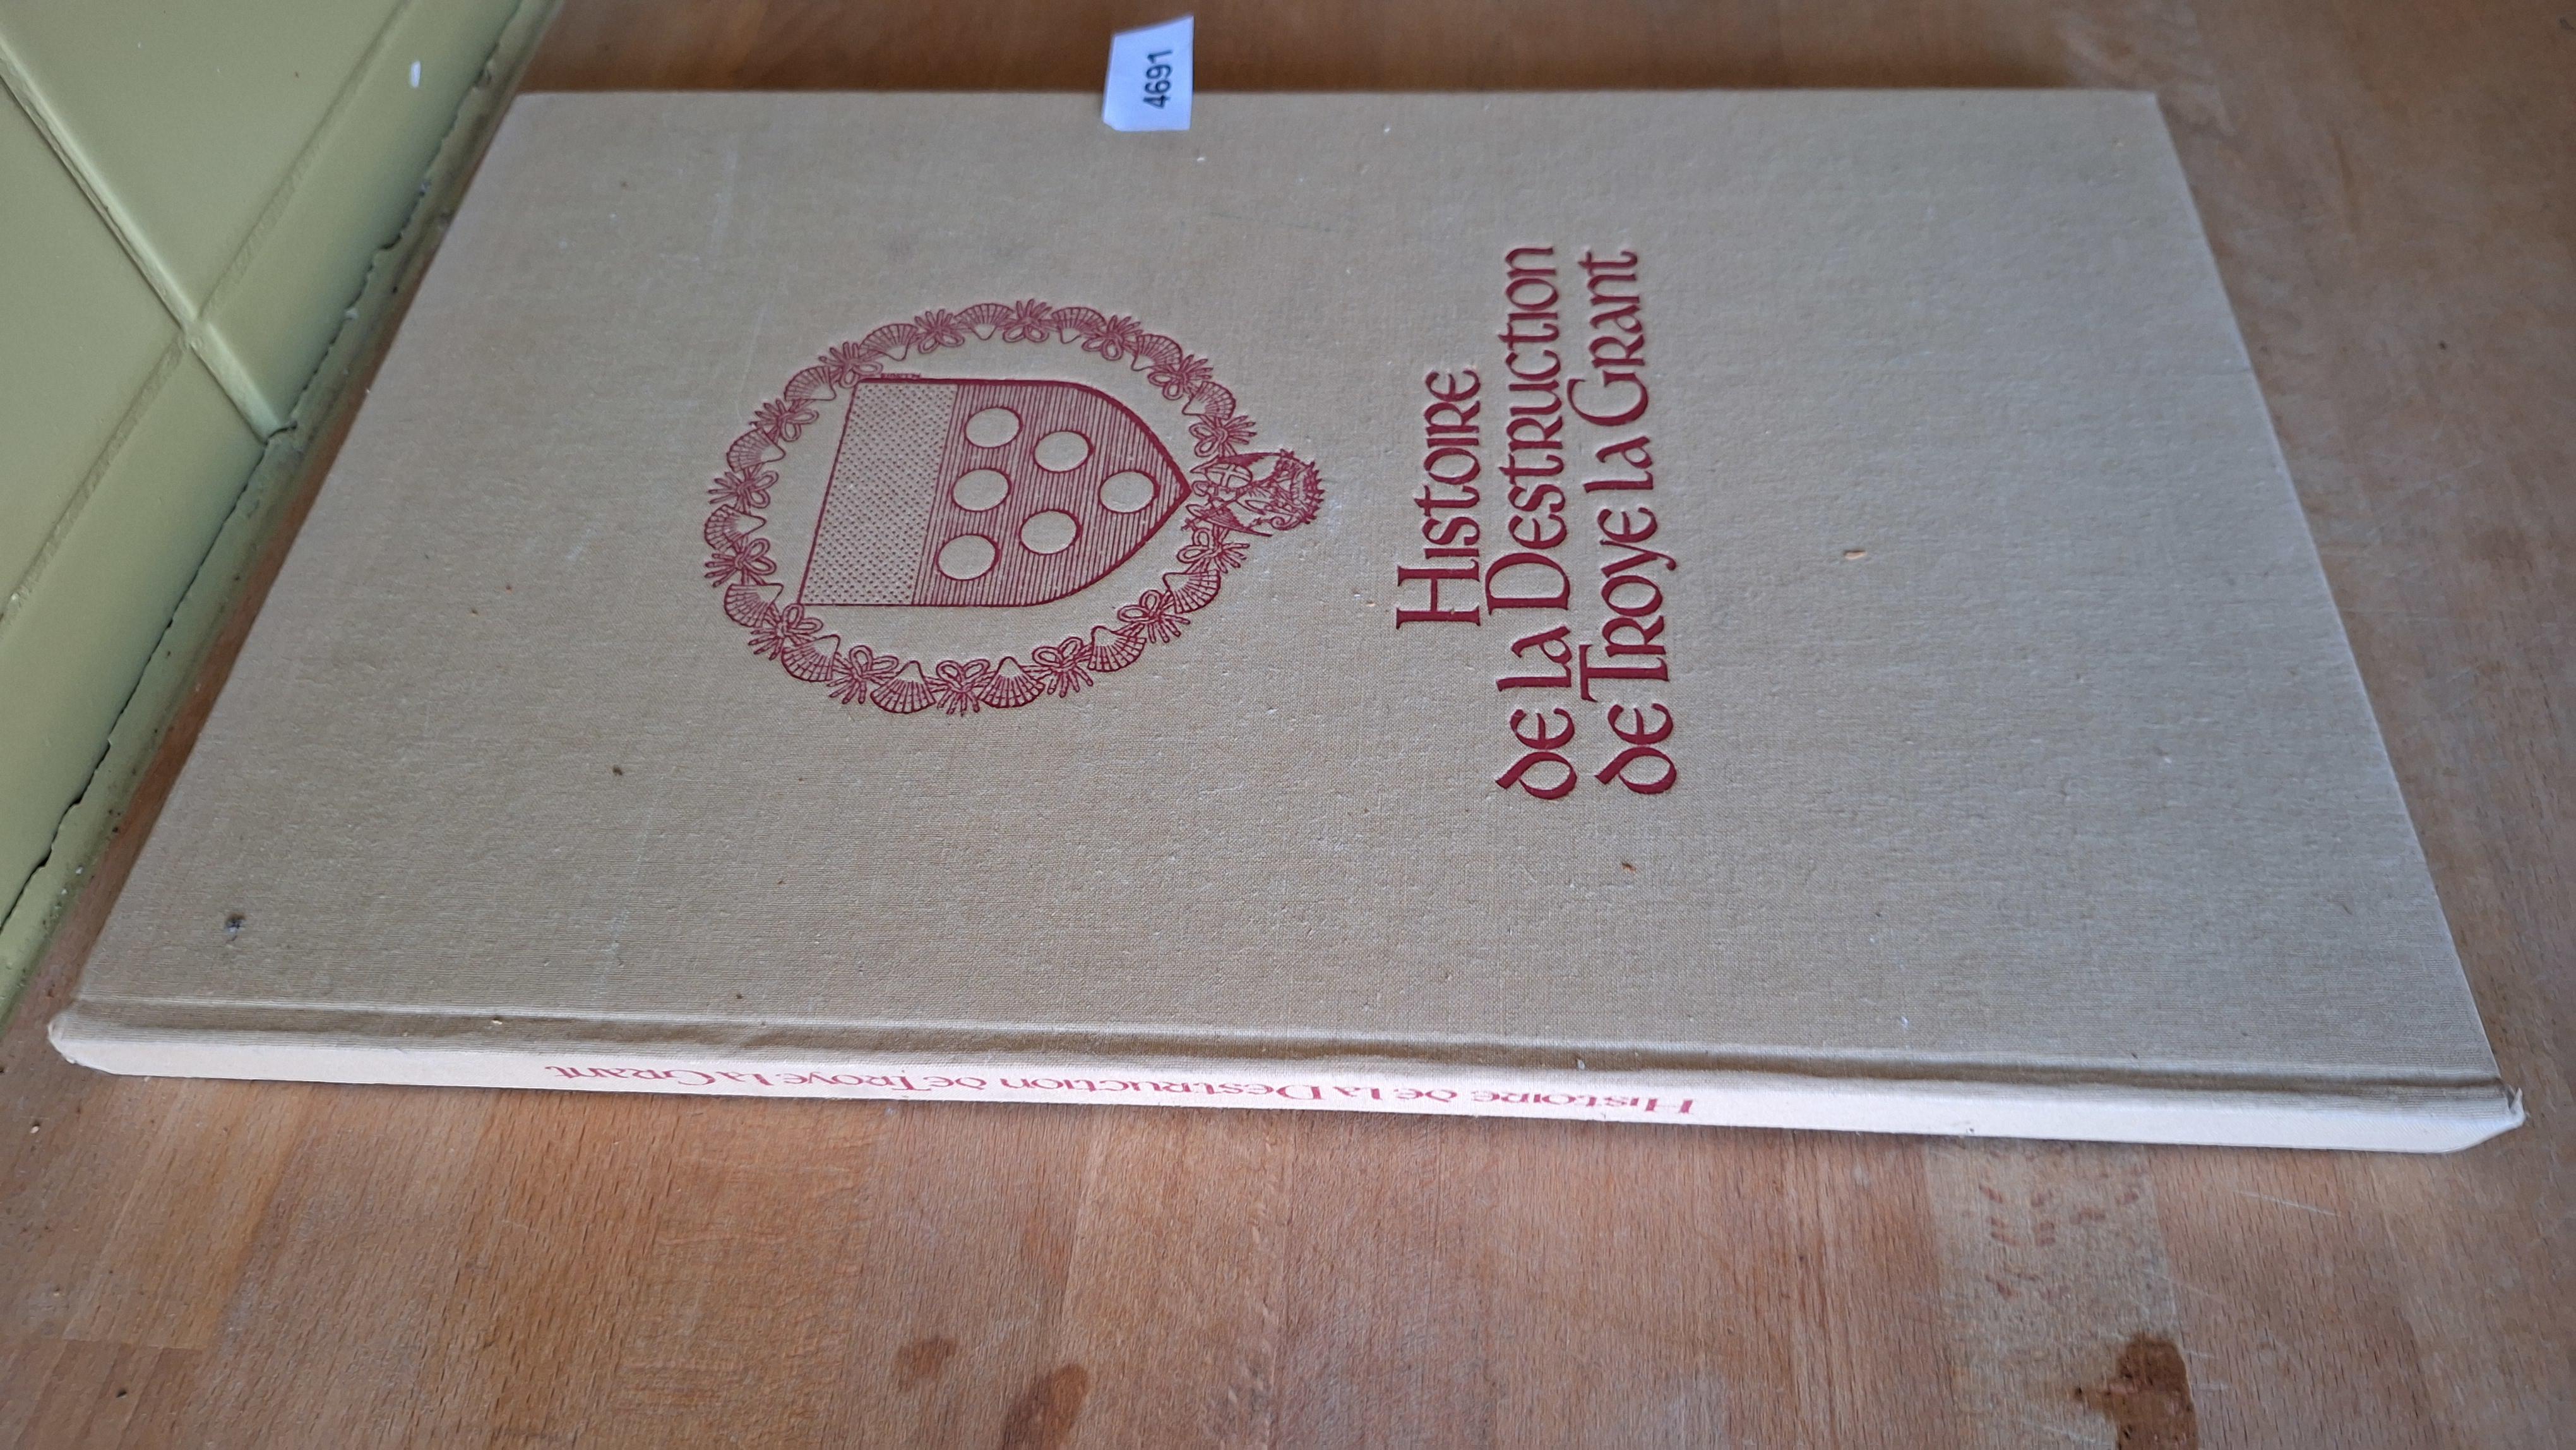 4691
Histoire
de la Destruction
de Troye la Grant
Histoire de la Destruction de Troye la Grant